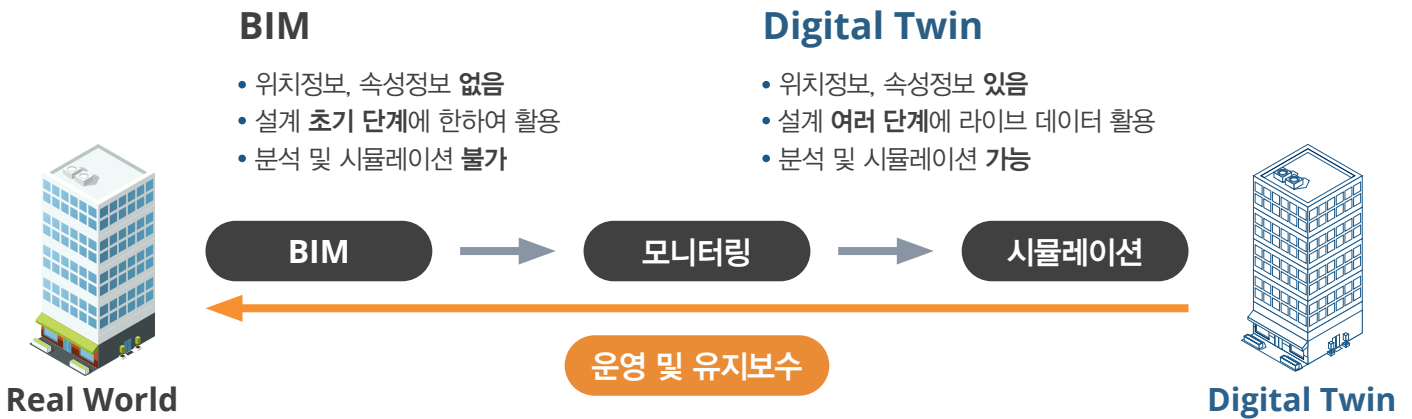 BIM
• 위치정보, 속성정보 없음
• 설계 초기 단계에 한하여 활용
• 분석 및 시뮬레이션 불가
Digital Twin
• 위치정보, 속성정보 있음
• 설계 여러 단계에 라이브 데이터 활용
• 분석 및 시뮬레이션 가능
BIM
모니터링
시뮬레이션
운영 및 유지보수
Real World
Digital Twin